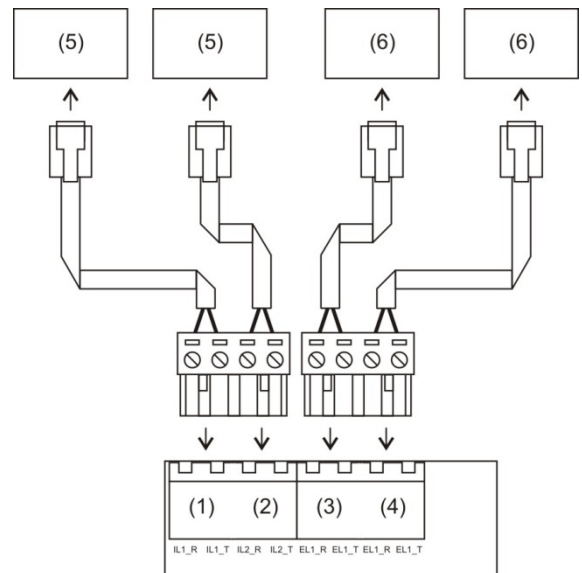 (5) (5) (6) (6)
(1) (2) (3) (4)
IL1_R IL1_T IL2_R IL2_T EL1_R EL1_T EL1_R EL1_T